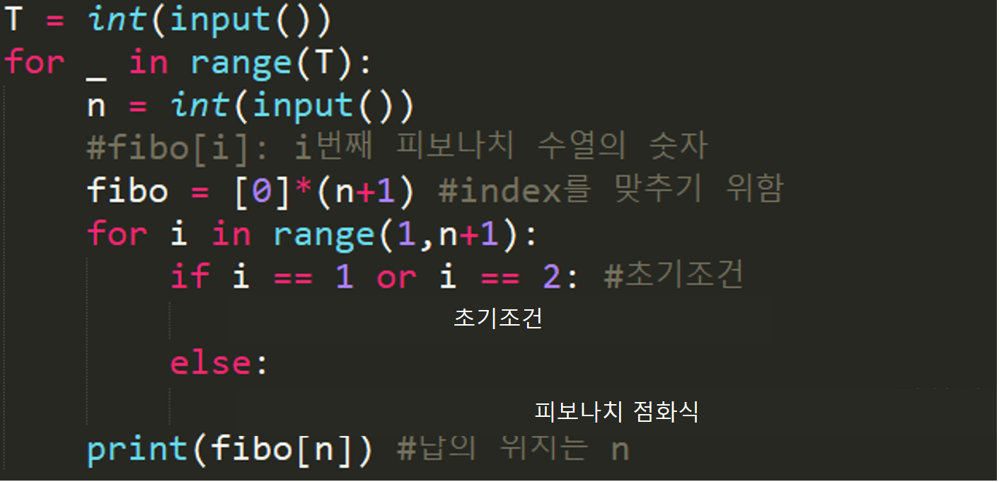 T = int(input())
for _ in range(T):
    n = int(input())
    #fibo[i]: i번째 피보나치 수열의 숫자
    fibo = [0]*(n+1) #index를 맞추기 위함
    for i in range(1,n+1):
        if i == 1 or i == 2: #초기조건
            초기조건
        else:
            피보나치 점화식
    print(fibo[n]) #답의 위치는 n